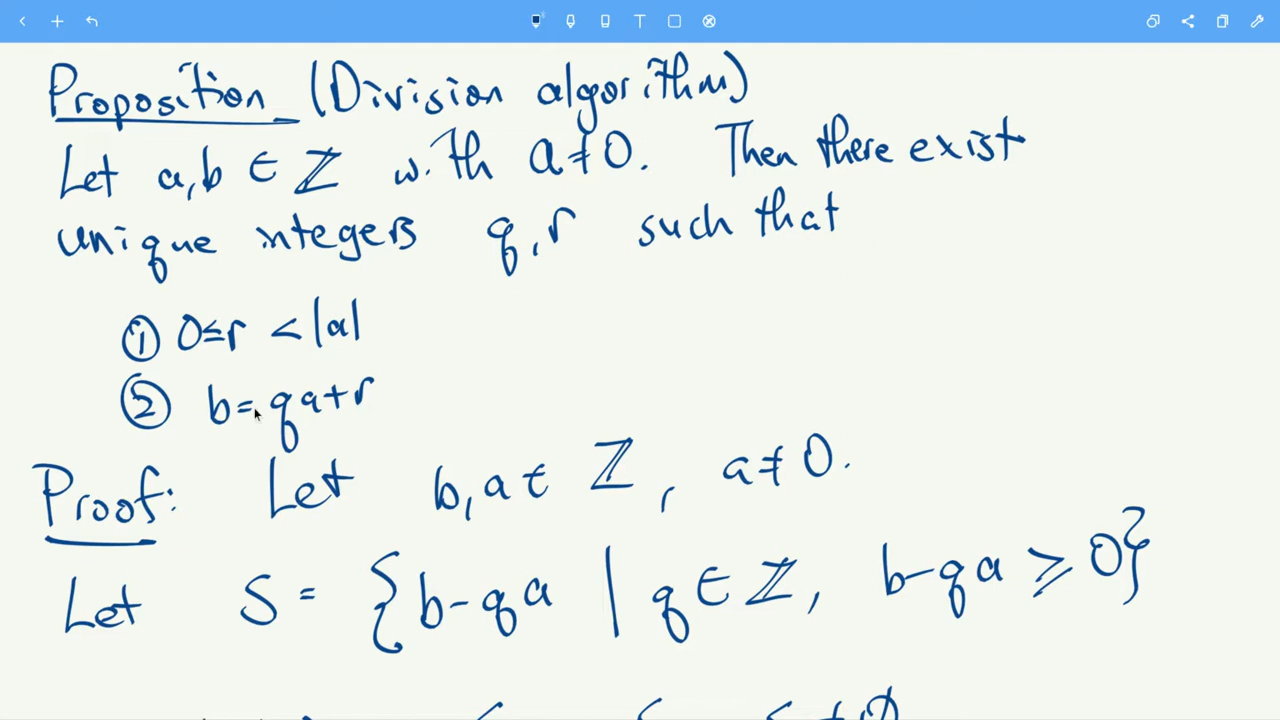 Proposition (Division algorithm)
Let a,b ∈ ℤ with a≠0. Then there exist
unique integers q,r such that
① 0≤r <|a|
② b=qa+r
Proof: Let b,a ∈ ℤ, a≠0.
Let S = {b-qa | q∈ℤ, b-qa ≥ 0}